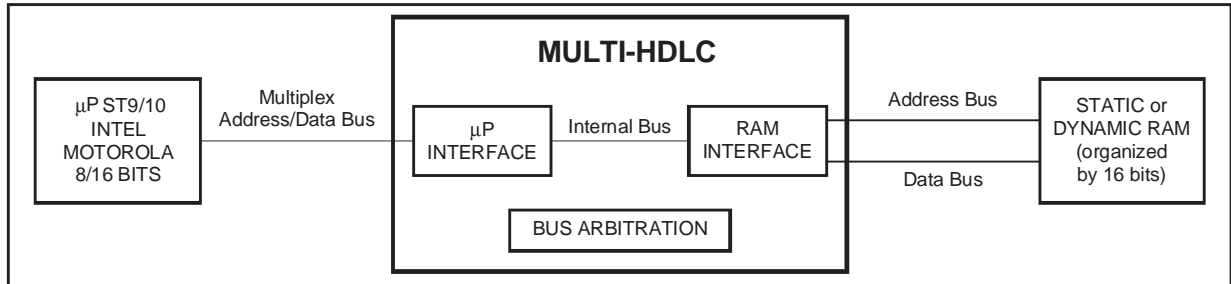 MULTI-HDLC
µP ST9/10
INTEL
MOTOROLA
8/16 BITS
Multiplex
Address/Data Bus
µP
INTERFACE
Internal Bus
RAM
INTERFACE
BUS ARBITRATION
Address Bus
Data Bus
STATIC or
DYNAMIC RAM
(organized
by 16 bits)